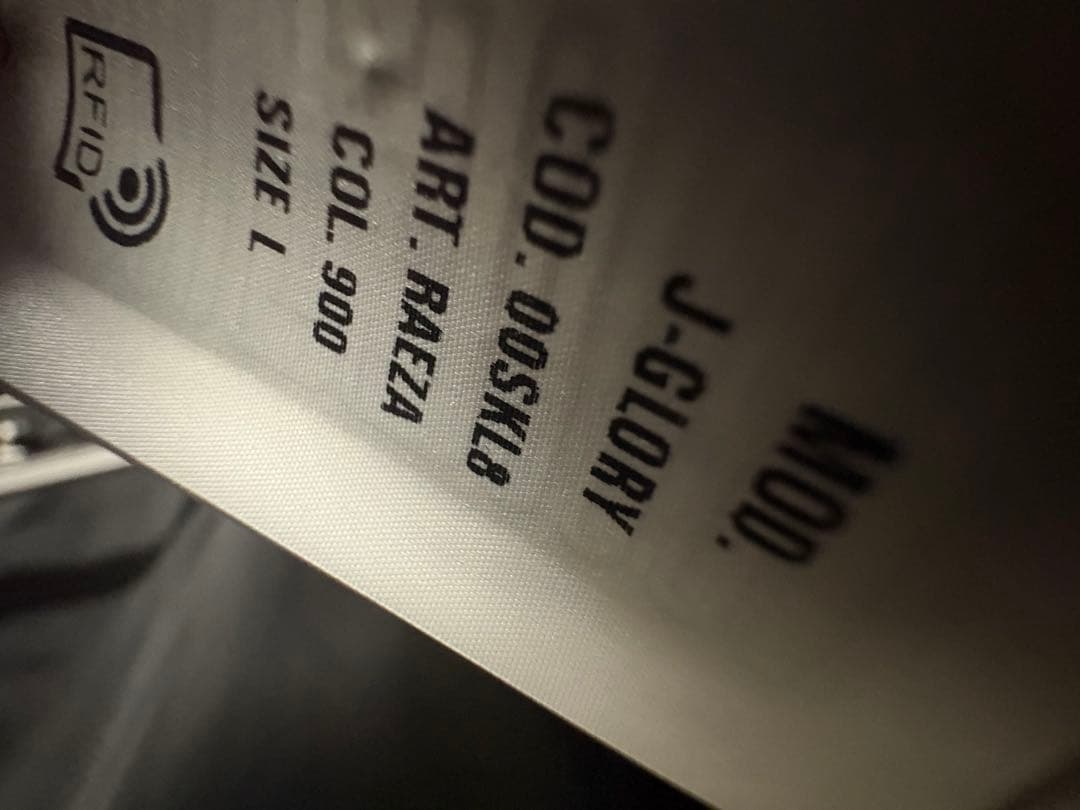 MOD.
J-GLORY
COD. 00SKL8
ART. RAEZA
COL. 900
SIZE L
RFID